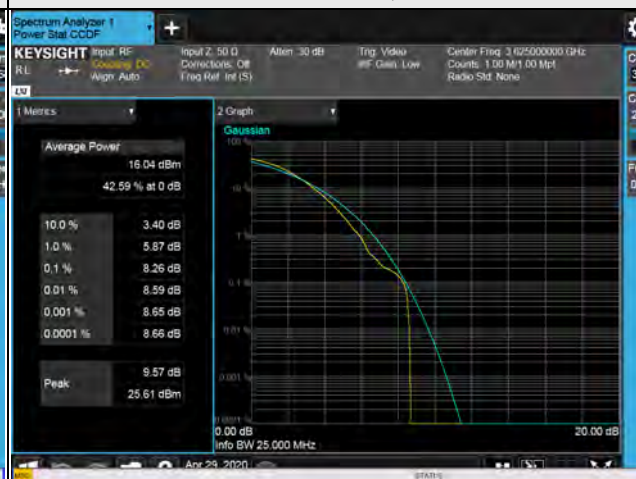 Spectrum Analyzer 1
Power Stat CCDF
+
KEYSIGHT Input: RF Input Z: 50 Ω Atten: 30 dB Trig: Video Center Freq: 3.625000000 GHz
RL Coupling: DC Corrections: Off #IF Gain: Low Counts: 1.00 M/1.00 Mpt
Align: Auto Freq Ref: Int (S) Radio Std: None
LXI
1 Metrics 2 Graph
Gaussian
Average Power
16.04 dBm
42.59 % at 0 dB
10.0 % 3.40 dB
1.0 % 5.87 dB
0.1 % 8.26 dB
0.01 % 8.59 dB
0.001 % 8.65 dB
0.0001 % 8.66 dB
Peak
9.57 dB
25.61 dBm
100 %
10 %
1 %
0.1 %
0.01 %
0.001 %
0.0001 %
0.00 dB 20.00 dB
Info BW 25.000 MHz
Apr 29, 2020
MSG STATUS